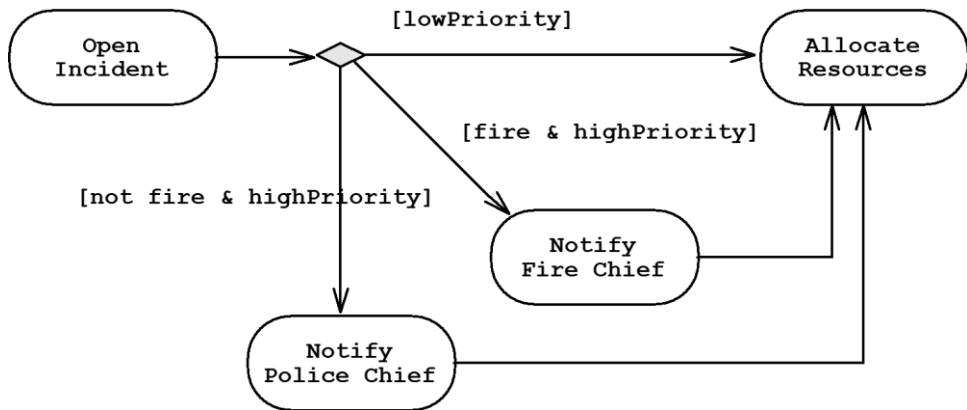 [lowPriority]
Open
Incident
Allocate
Resources
[fire & highPriority]
[not fire & highPriority]
Notify
Fire Chief
Notify
Police Chief